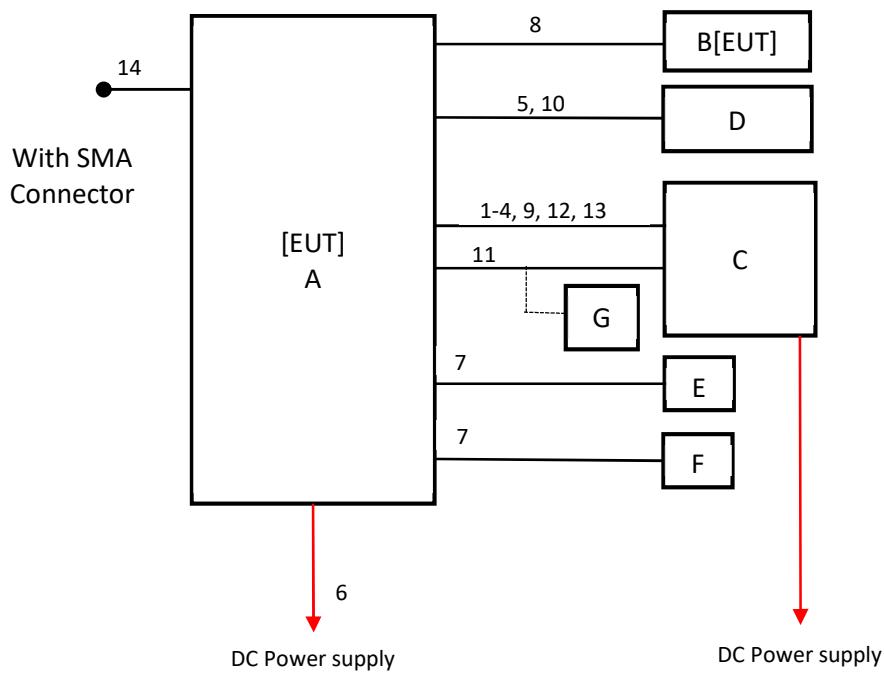 8
B[EUT]
14
5, 10
D
With SMA
Connector
1-4, 9, 12, 13
[EUT]
A
11
C
G
7
E
7
F
6
DC Power supply
DC Power supply